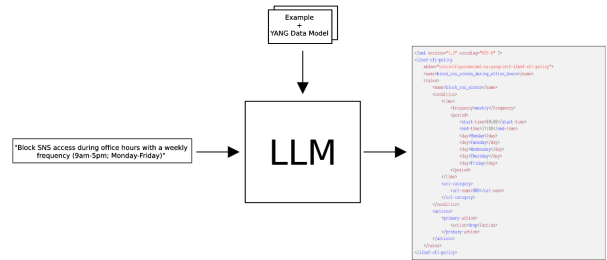 Example
+
YANG Data Model
"Block SNS access during office hours with a weekly
frequency (9am-5pm; Monday-Friday)"
LLM
<?xml version="1.0" encoding="UTF-8" ?>
<i2nsf-cfi-policy
<name>block_sns_access_during_office_hours</name>
<rules>
<name>block_sns_access</name>
<condition>
<time>
<frequency>weekly</frequency>
<period>
<start-time>09:00</start-time>
<end-time>17:00</end-time>
<day>Monday</day>
<day>Tuesday</day>
<day>Wednesday</day>
<day>Thursday</day>
<day>Friday</day>
</period>
</time>
<url-category>
<url-name>SNS</url-name>
</url-category>
</condition>
<actions>
<primary-action>
<action>drop</action>
</primary-action>
</actions>
</rules>
</i2nsf-cfi-policy>